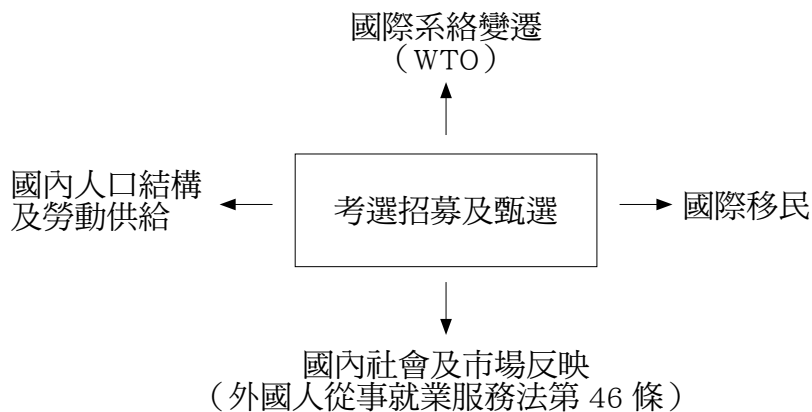 國際系絡變遷
（WTO）
國內人口結構
及勞動供給
考選招募及甄選
國際移民
國內社會及市場反映
（外國人從事就業服務法第 46 條）